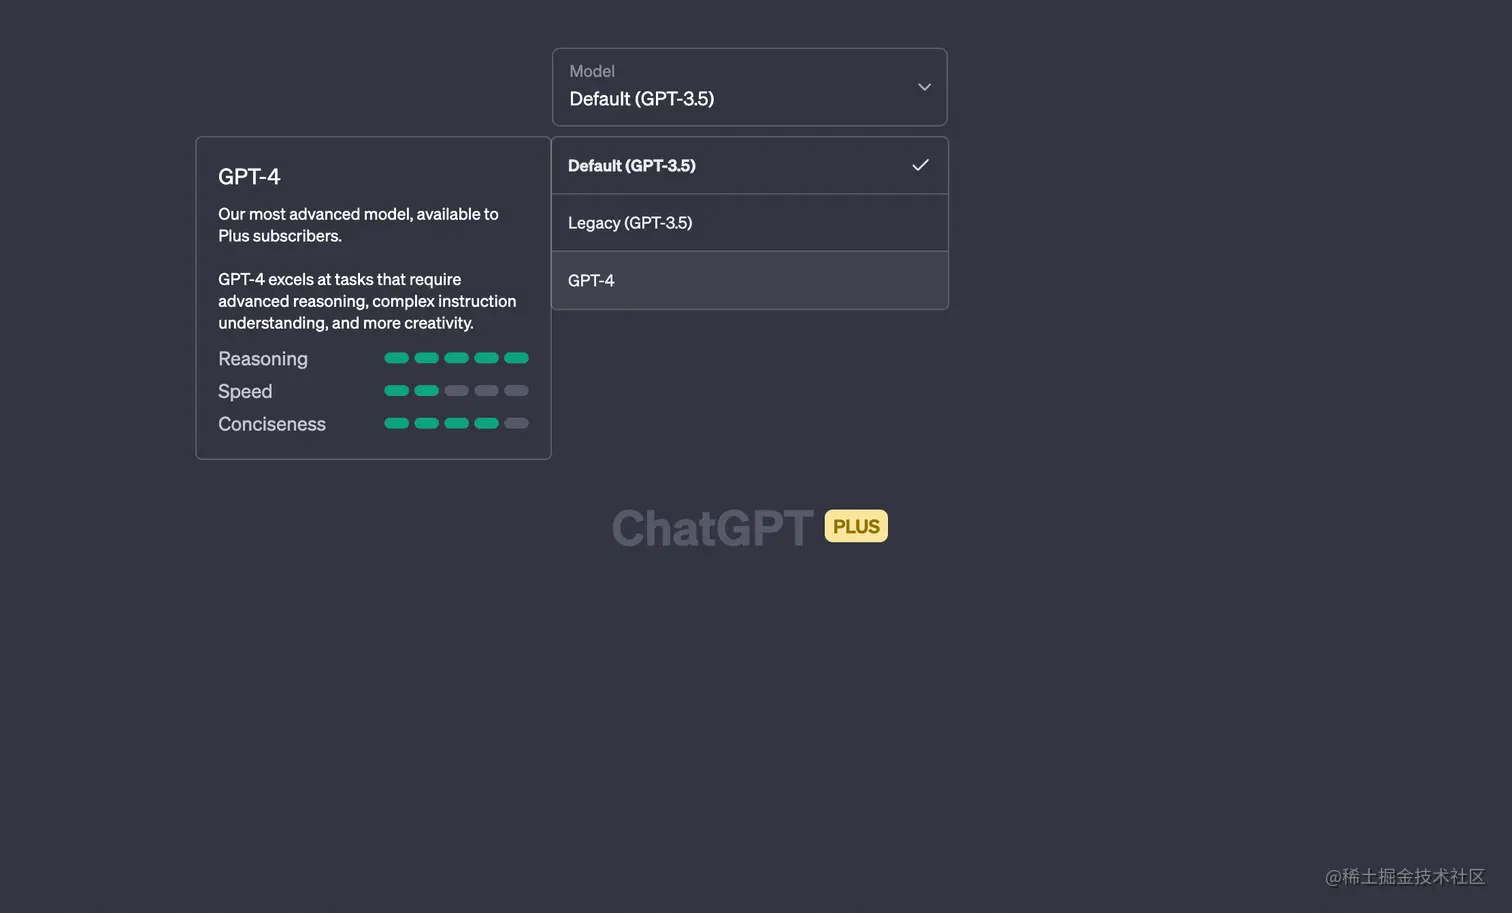 Model
Default (GPT-3.5)
Default (GPT-3.5)
Legacy (GPT-3.5)
GPT-4
GPT-4
Our most advanced model, available to
Plus subscribers.
GPT-4 excels at tasks that require
advanced reasoning, complex instruction
understanding, and more creativity.
Reasoning
Speed
Conciseness
ChatGPT PLUS
@稀土掘金技术社区